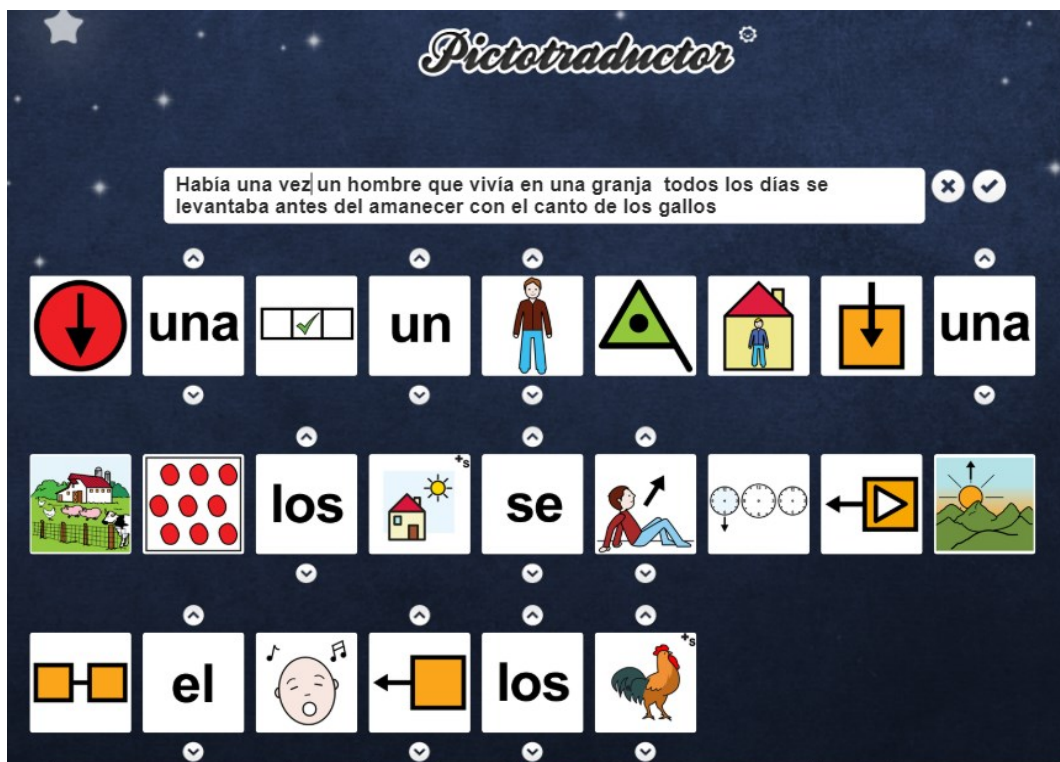 Pictotraductor
Había una vez un hombre que vivía en una granja  todos los días se
levantaba antes del amanecer con el canto de los gallos
una un una
los +s se
el los +s